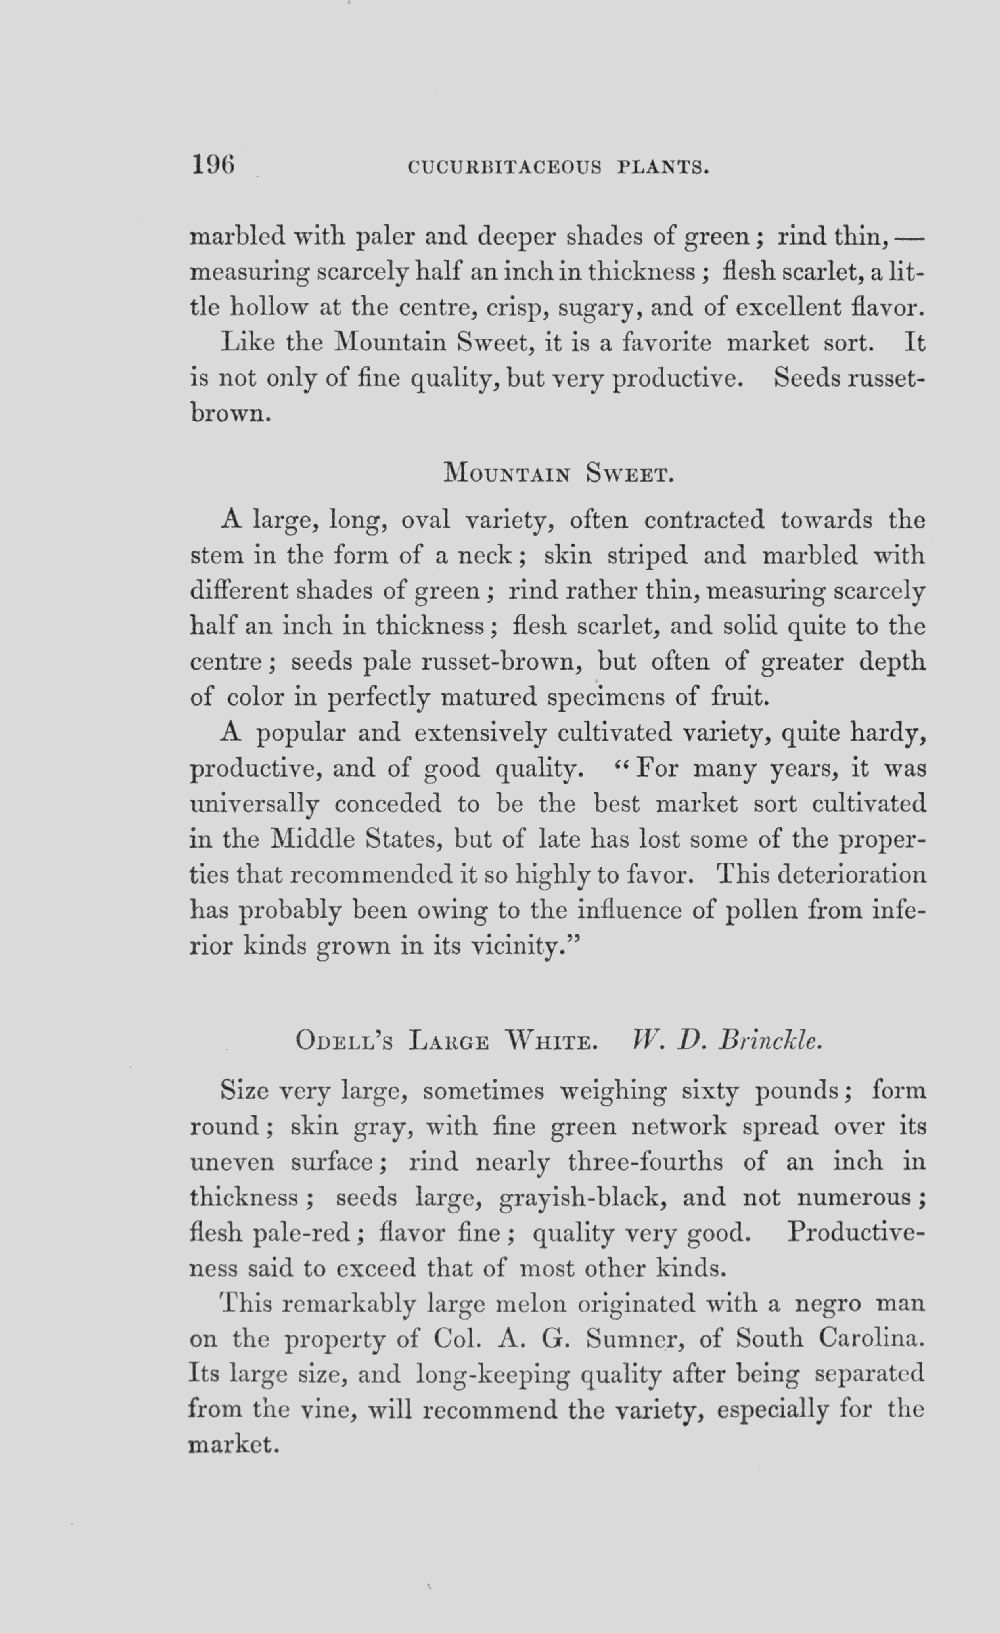 196 CUCURBITACEOUS PLANTS.
marbled with paler and deeper shades of green; rind thin,—
measuring scarcely half an inch in thickness; flesh scarlet, a lit-
tle hollow at the centre, crisp, sugary, and of excellent flavor.
Like the Mountain Sweet, it is a favorite market sort. It
is not only of fine quality, but very productive. Seeds russet-
brown.
MOUNTAIN SWEET.
A large, long, oval variety, often contracted towards the
stem in the form of a neck; skin striped and marbled with
different shades of green; rind rather thin, measuring scarcely
half an inch in thickness; flesh scarlet, and solid quite to the
centre; seeds pale russet-brown, but often of greater depth
of color in perfectly matured specimens of fruit.
A popular and extensively cultivated variety, quite hardy,
productive, and of good quality. “For many years, it was
universally conceded to be the best market sort cultivated
in the Middle States, but of late has lost some of the proper-
ties that recommended it so highly to favor. This deterioration
has probably been owing to the influence of pollen from infe-
rior kinds grown in its vicinity.”
ODELL’S LARGE WHITE. W. D. Brinckle.
Size very large, sometimes weighing sixty pounds; form
round; skin gray, with fine green network spread over its
uneven surface; rind nearly three-fourths of an inch in
thickness; seeds large, grayish-black, and not numerous;
flesh pale-red; flavor fine; quality very good. Productive-
ness said to exceed that of most other kinds.
This remarkably large melon originated with a negro man
on the property of Col. A. G. Sumner, of South Carolina.
Its large size, and long-keeping quality after being separated
from the vine, will recommend the variety, especially for the
market.